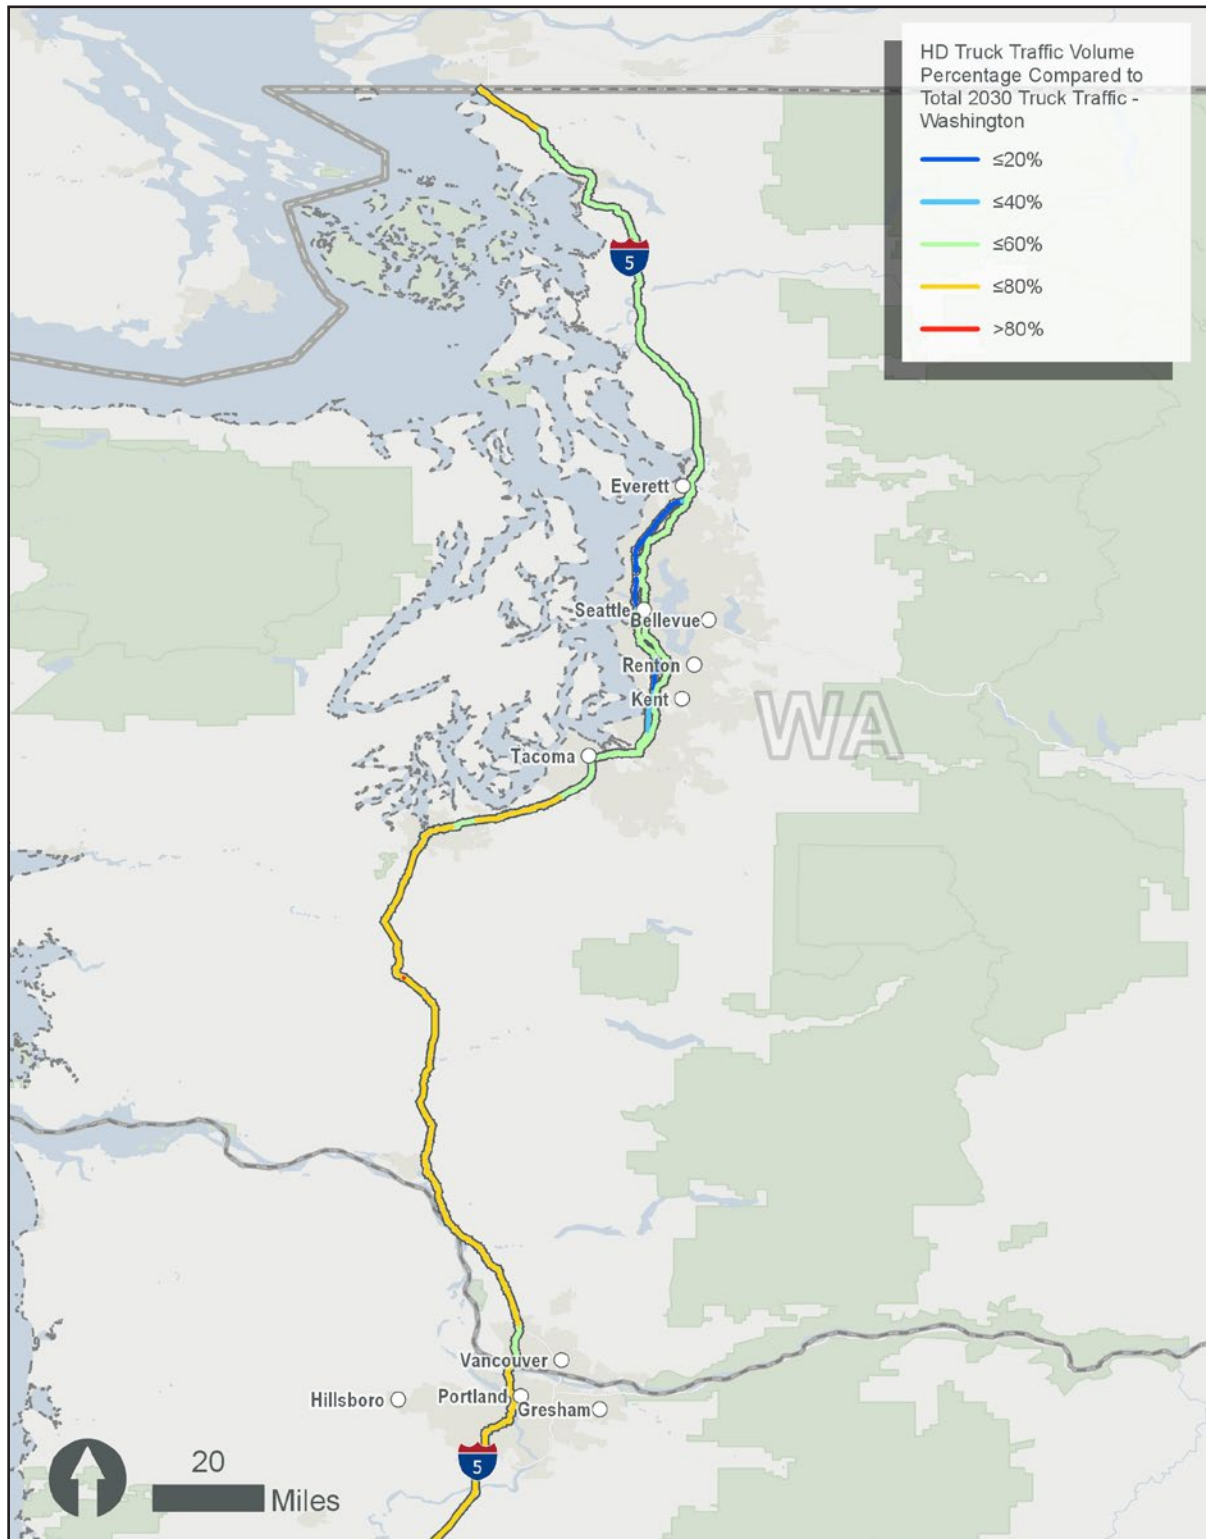 HD Truck Traffic Volume
Percentage Compared to
Total 2030 Truck Traffic -
Washington
≤20%
≤40%
≤60%
≤80%
>80%
5
Everett
Seattle
Bellevue
Renton
Kent
WA
Tacoma
Vancouver
Portland
Hillsboro
Gresham
5
20
Miles